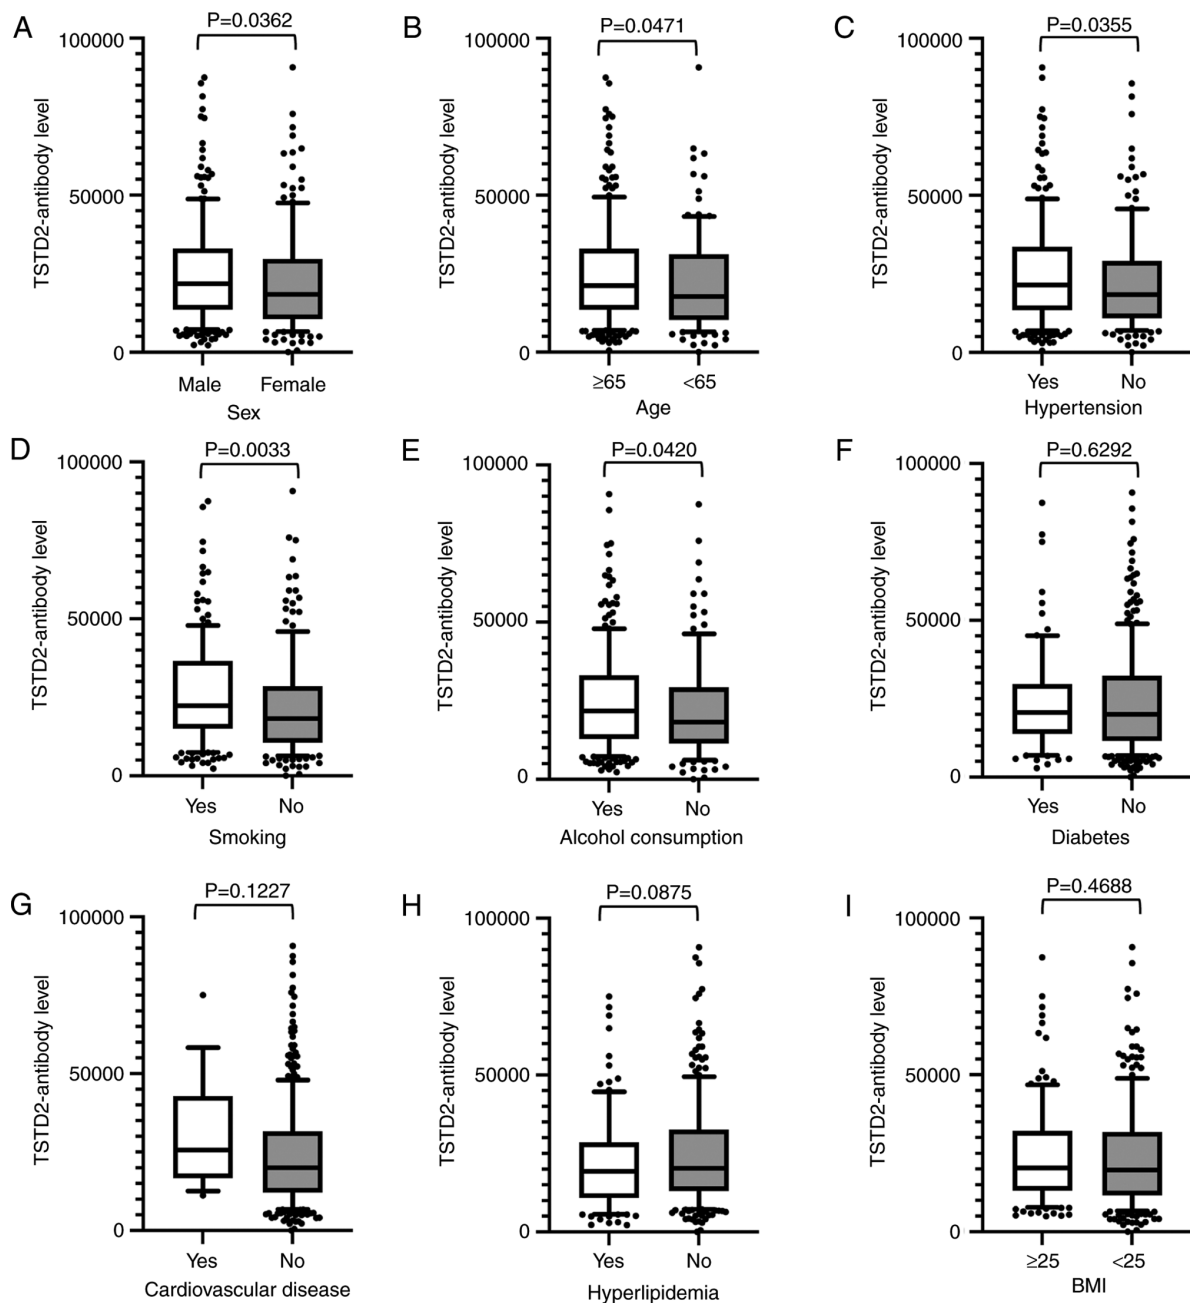 A
P=0.0362
TSTD2-antibody level
100000
50000
0
Male
Female
Sex
B
P=0.0471
TSTD2-antibody level
100000
50000
0
≥65
<65
Age
C
P=0.0355
TSTD2-antibody level
100000
50000
0
Yes
No
Hypertension
D
P=0.0033
TSTD2-antibody level
100000
50000
0
Yes
No
Smoking
E
P=0.0420
TSTD2-antibody level
100000
50000
0
Yes
No
Alcohol consumption
F
P=0.6292
TSTD2-antibody level
100000
50000
0
Yes
No
Diabetes
G
P=0.1227
TSTD2-antibody level
100000
50000
0
Yes
No
Cardiovascular disease
H
P=0.0875
TSTD2-antibody level
100000
50000
0
Yes
No
Hyperlipidemia
I
P=0.4688
TSTD2-antibody level
100000
50000
0
≥25
<25
BMI